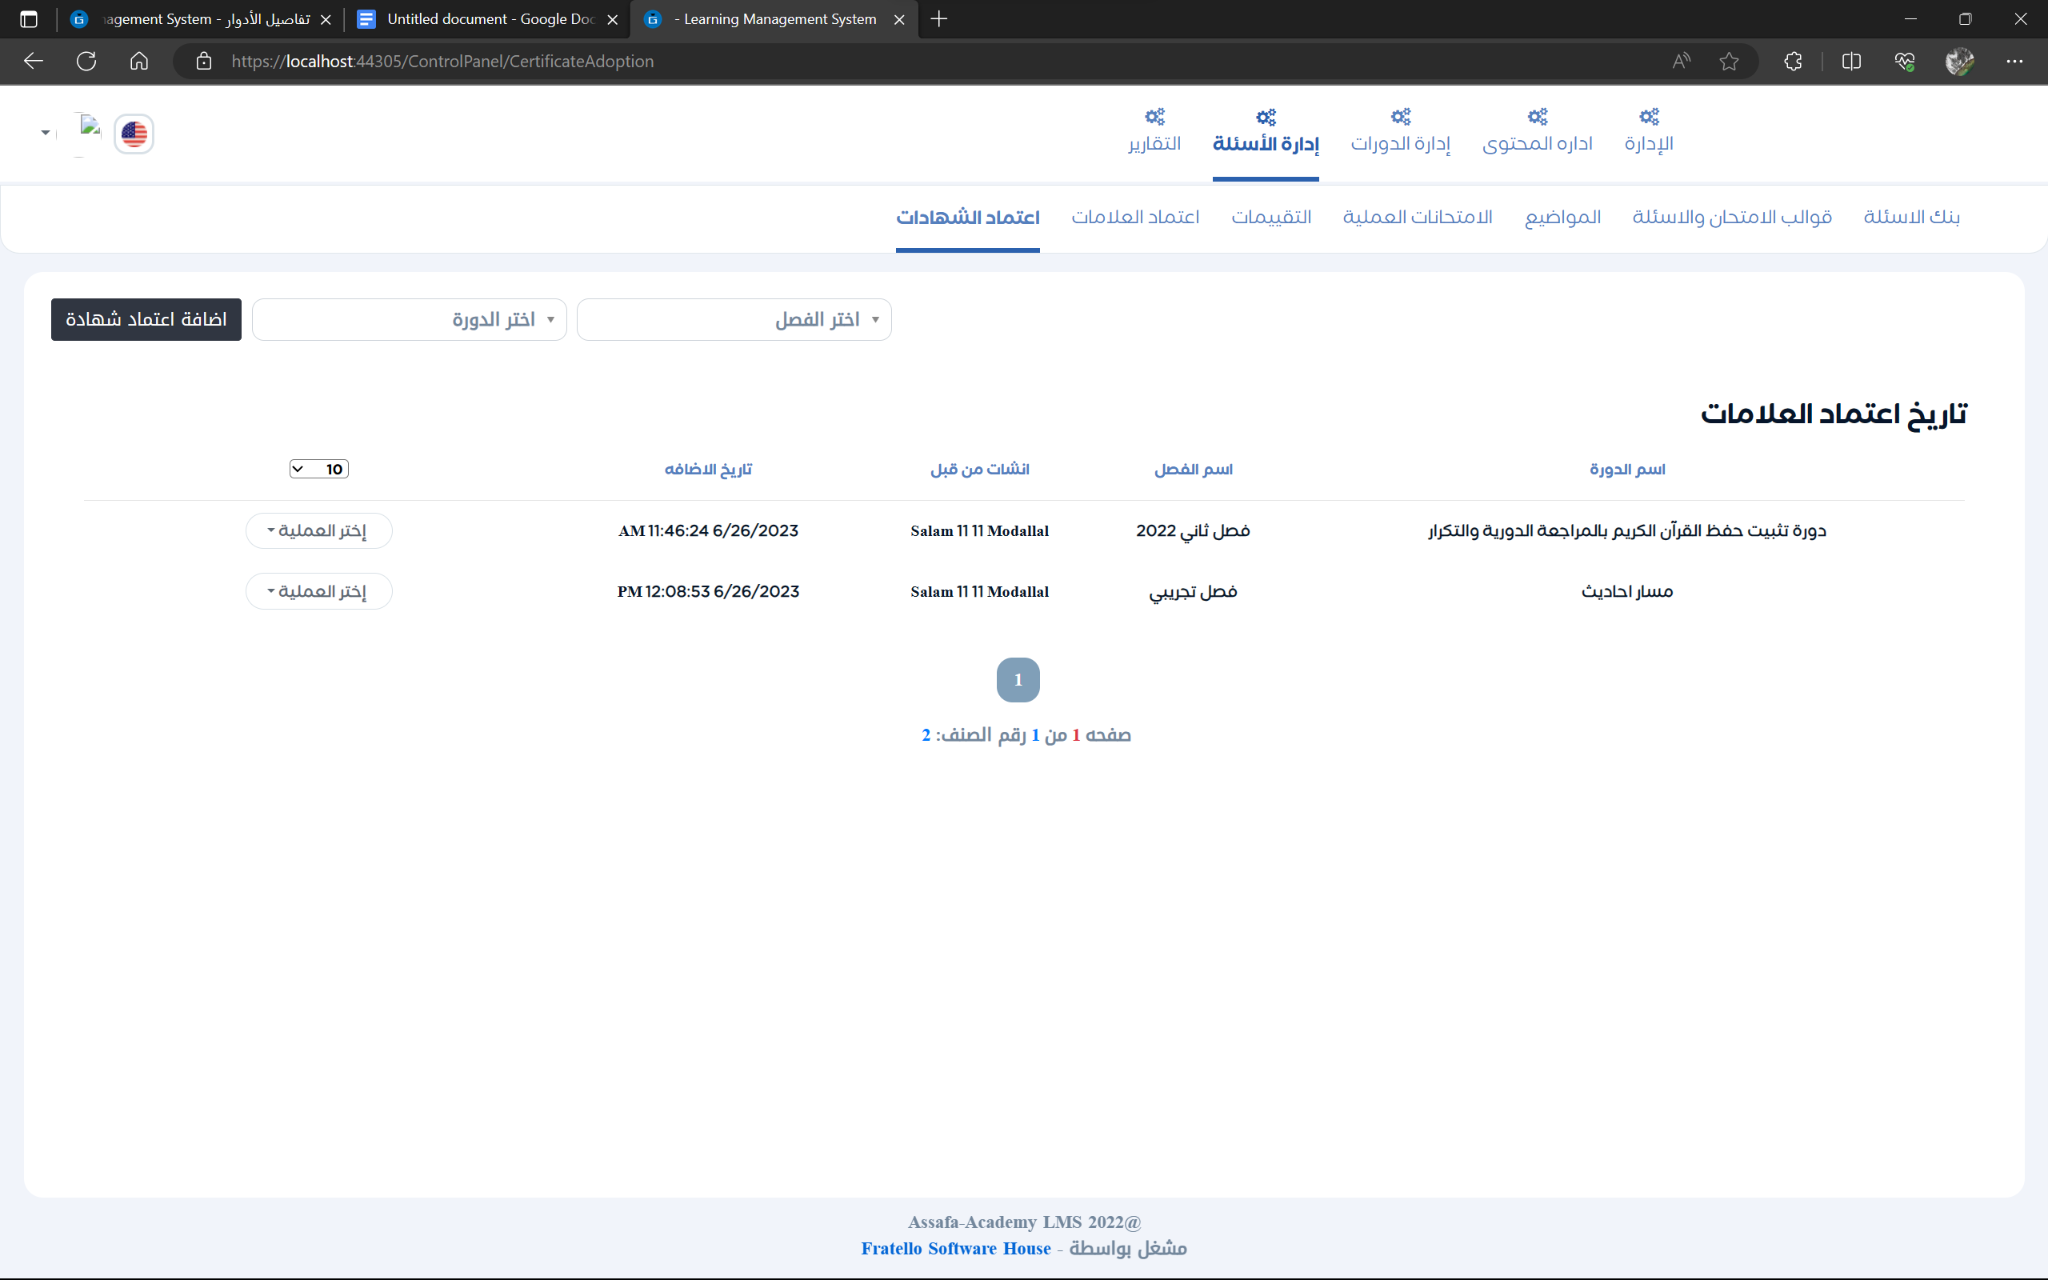 agement System - تفاصيل الأدوار
Untitled document - Google Doc
- Learning Management System
https://localhost:44305/ControlPanel/CertificateAdoption
الإدارة
اداره المحتوى
إدارة الدورات
إدارة الأسئلة
التقارير
بنك الاسئلة
قوالب الامتحان والاسئلة
المواضيع
الامتحانات العملية
التقييمات
اعتماد العلامات
اعتماد الشهادات
اختر الفصل
اختر الدورة
اضافة اعتماد شهادة
تاريخ اعتماد العلامات
اسم الدورة اسم الفصل انشات من قبل تاريخ الاضافه 10
دورة تثبيت حفظ القرآن الكريم بالمراجعة الدورية والتكرار فصل ثاني 2022 Salam 11 11 Modallal 6/26/2023 11:46:24 AM إختر العملية
مسار احاديث فصل تجريبي Salam 11 11 Modallal 6/26/2023 12:08:53 PM إختر العملية
1
صفحه 1 من 1 رقم الصنف: 2
Assafa-Academy LMS 2022@
مشغل بواسطة - Fratello Software House